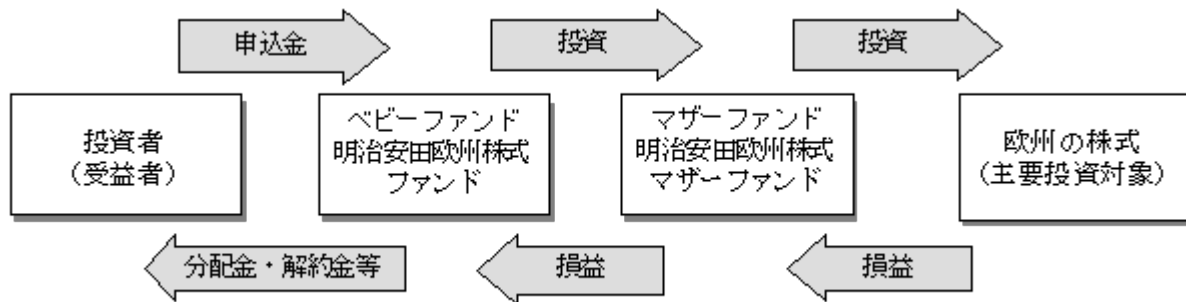 申込金
投資
投資
投資者
（受益者）
ベビーファンド
明治安田欧州株式
ファンド
マザーファンド
明治安田欧州株式
マザーファンド
欧州の株式
（主要投資対象）
分配金・解約金等
損益
損益